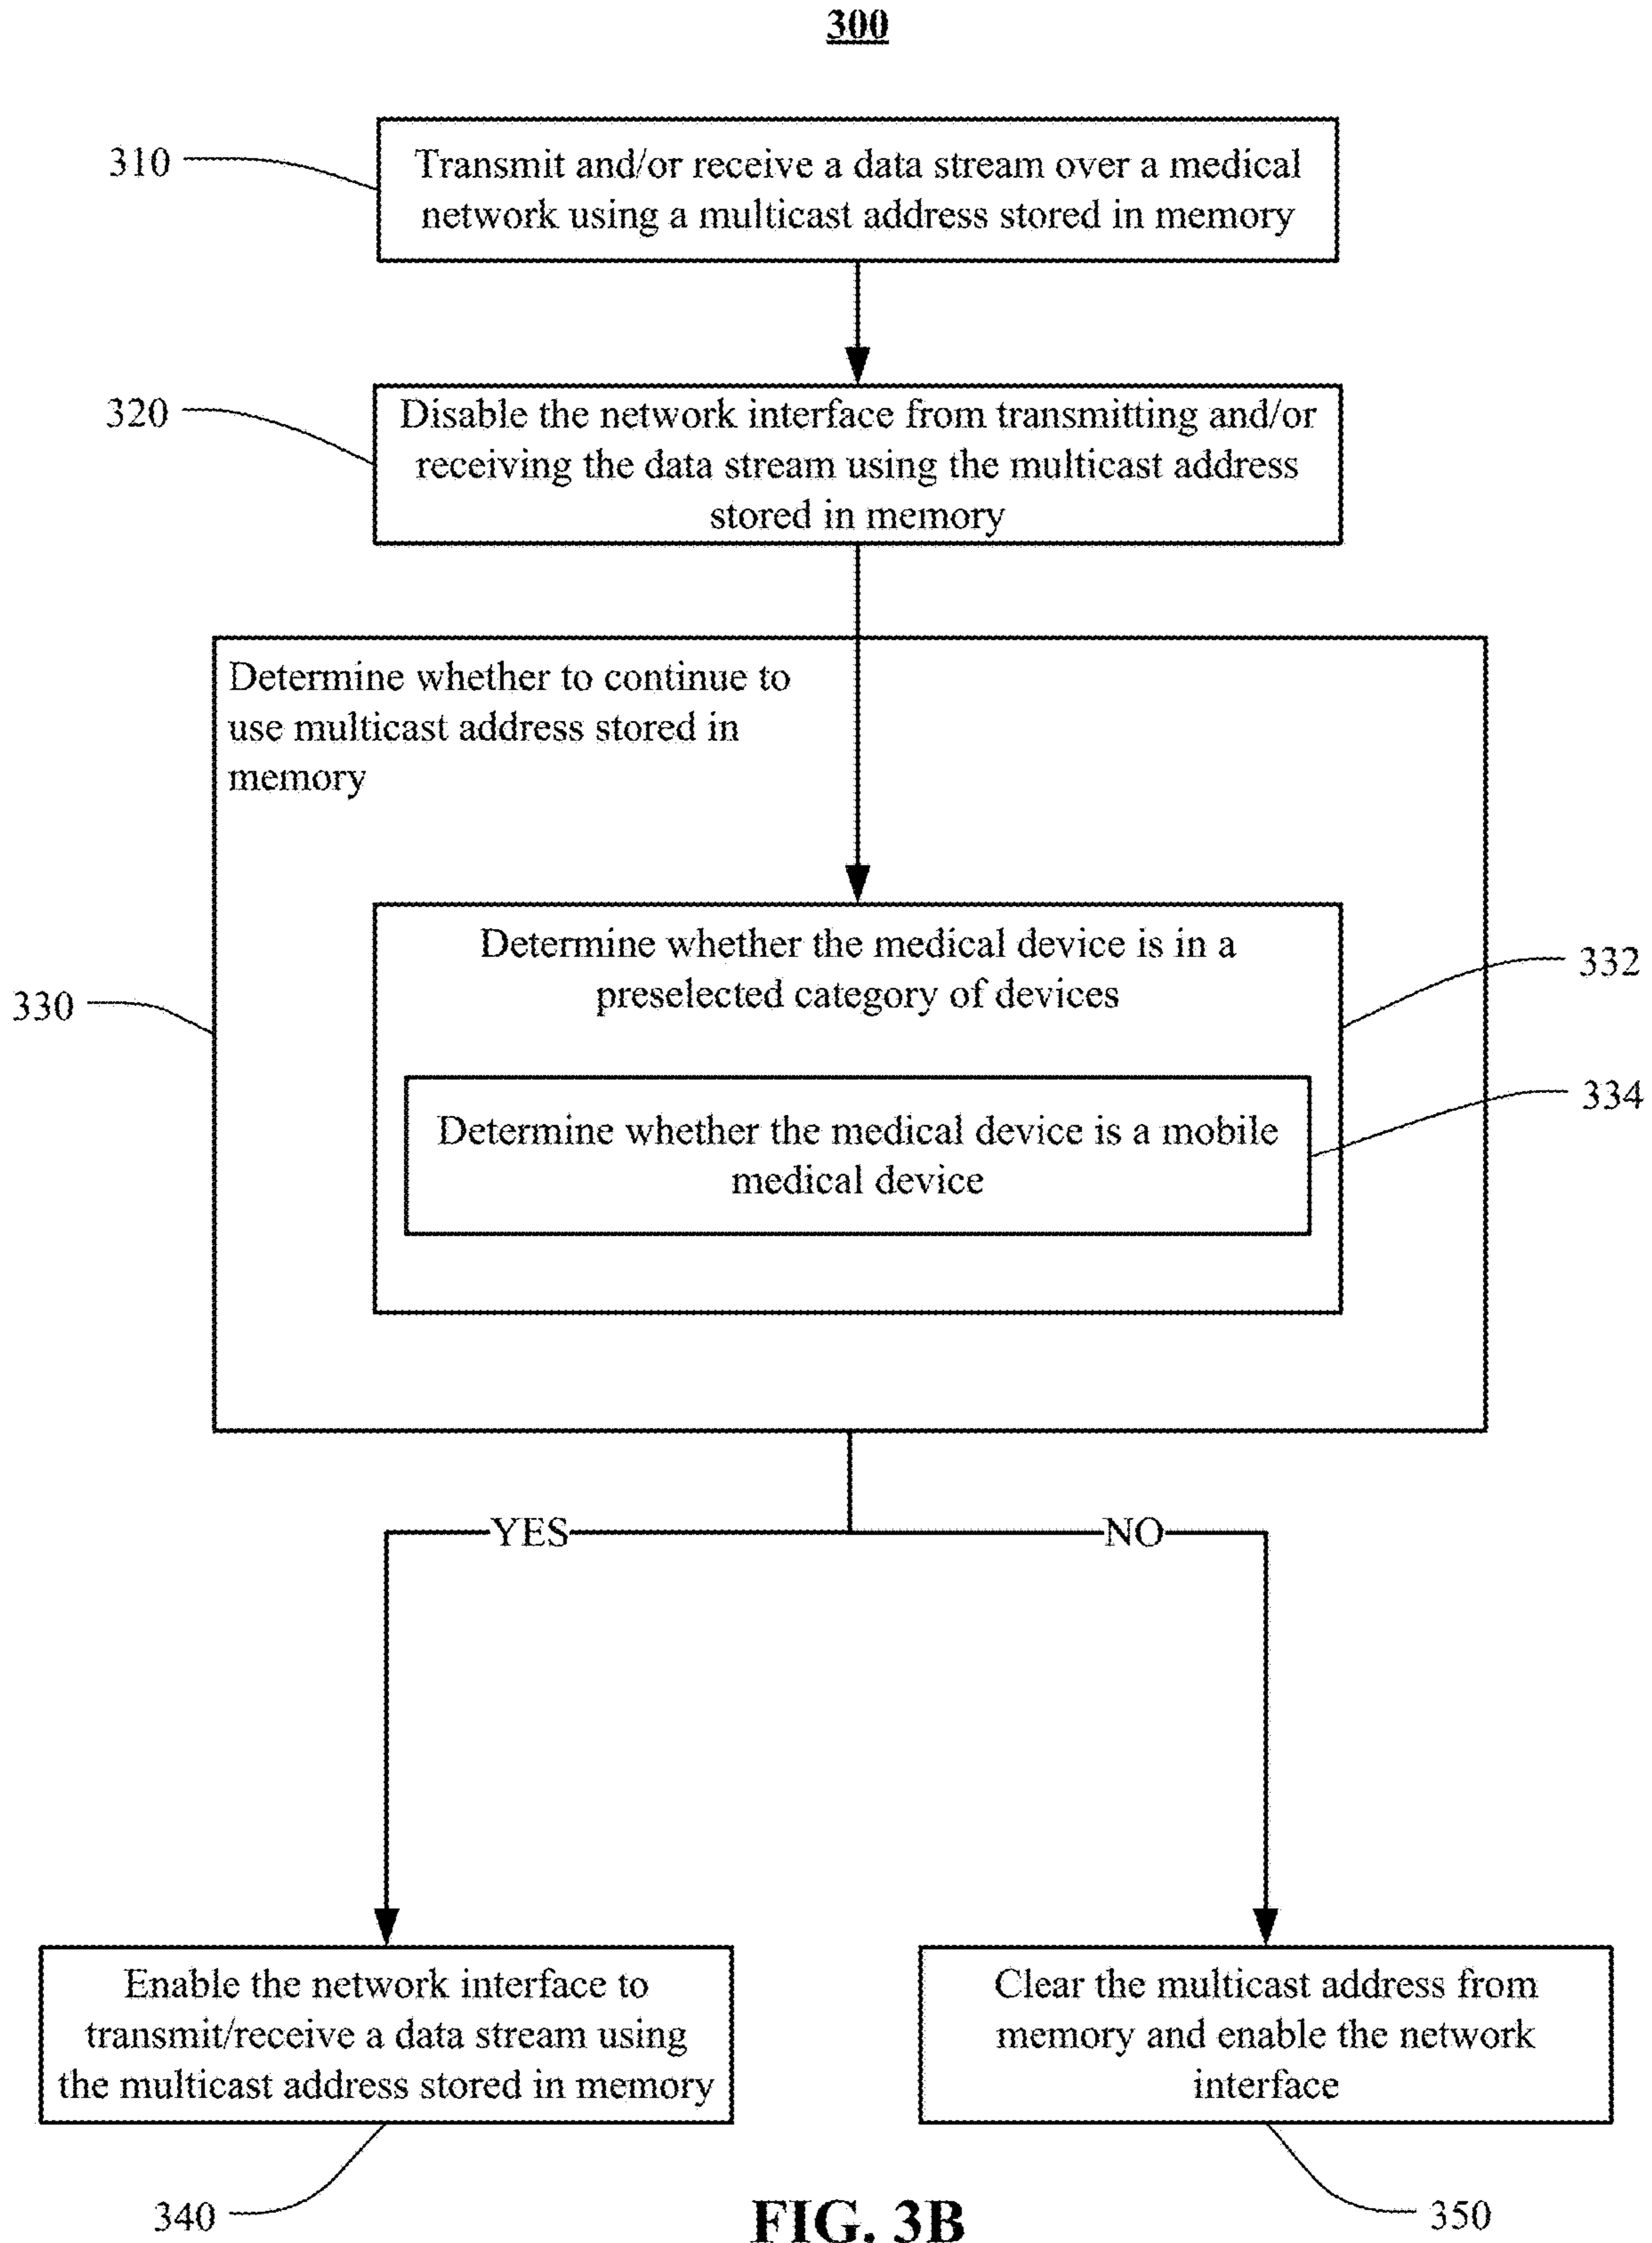 300
310
Transmit and/or receive a data stream over a medical
network using a multicast address stored in memory
320
Disable the network interface from transmitting and/or
receiving the data stream using the multicast address
stored in memory
Determine whether to continue to
use multicast address stored in
memory
330
Determine whether the medical device is in a
preselected category of devices
332
334
Determine whether the medical device is a mobile
medical device
YES
NO
Enable the network interface to
transmit/receive a data stream using
the multicast address stored in memory
Clear the multicast address from
memory and enable the network
interface
340
350
FIG. 3B